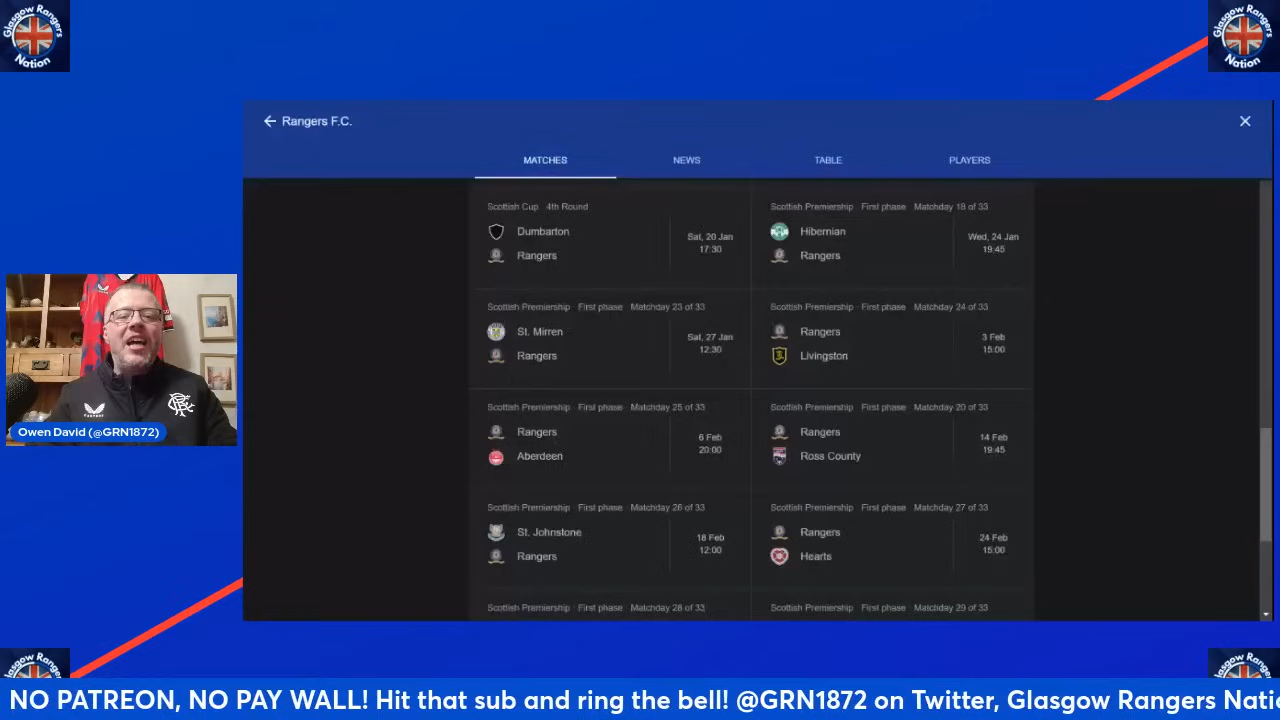 Glasgow Rangers
Nation
Glasgow Rangers
Nation
Rangers F.C.
MATCHES NEWS TABLE PLAYERS
Scottish Cup 4th Round
Dumbarton
Rangers
Sat, 20 Jan
17:30
Scottish Premiership First phase Matchday 18 of 33
Hibernian
Rangers
Wed, 24 Jan
19:45
Scottish Premiership First phase Matchday 23 of 33
St. Mirren
Rangers
Sat, 27 Jan
12:30
Scottish Premiership First phase Matchday 24 of 33
Rangers
Livingston
3 Feb
15:00
Scottish Premiership First phase Matchday 25 of 33
Rangers
Aberdeen
6 Feb
20:00
Scottish Premiership First phase Matchday 20 of 33
Rangers
Ross County
14 Feb
19:45
Scottish Premiership First phase Matchday 26 of 33
St. Johnstone
Rangers
18 Feb
12:00
Scottish Premiership First phase Matchday 27 of 33
Rangers
Hearts
24 Feb
15:00
Scottish Premiership First phase Matchday 28 of 33
Scottish Premiership First phase Matchday 29 of 33
Owen David (@GRN1872)
Glasgow Rangers
Glasgow Rangers
NO PATREON, NO PAY WALL! Hit that sub and ring the bell! @GRN1872 on Twitter, Glasgow Rangers Natio